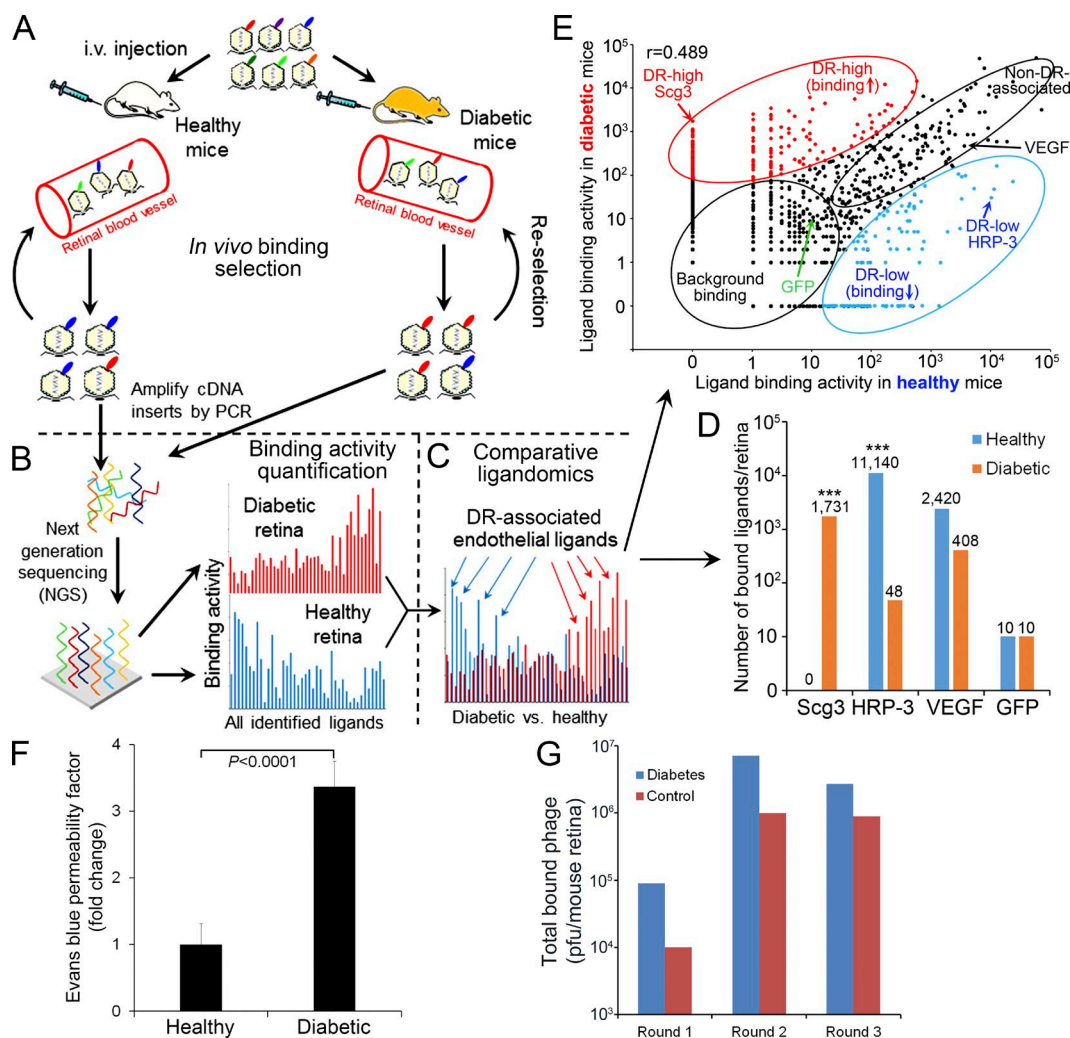 A
i.v. injection
Healthy
mice
Diabetic
mice
Retinal blood vessel
Retinal blood vessel
In vivo binding
selection
Re-selection
Amplify cDNA
inserts by PCR
B
Next
generation
sequencing
(NGS)
Binding activity
quantification
Diabetic
retina
Healthy
retina
Binding activity
All identified ligands
C
Comparative
ligandomics
DR-associated
endothelial ligands
Diabetic vs. healthy
E
r=0.489
DR-high
Scg3
DR-high
(binding↑)
Non-DR-
associated
VEGF
DR-low
HRP-3
DR-low
(binding↓)
GFP
Background
binding
Ligand binding activity in diabetic mice
10⁵
10⁴
10³
10²
10
1
0
0 1 10 10² 10³ 10⁴ 10⁵
Ligand binding activity in healthy mice
D
Healthy
Diabetic
Number of bound ligands/retina
10⁵
10⁴
10³
10²
10
0
***
1,731
0
***
11,140
48
2,420
408
10 10
Scg3 HRP-3 VEGF GFP
F
P<0.0001
Evans blue permeability factor
(fold change)
4
3
2
1
0
Healthy Diabetic
G
Diabetes
Control
Total bound phage
(pfu/mouse retina)
10⁷
10⁶
10⁵
10⁴
10³
Round 1 Round 2 Round 3